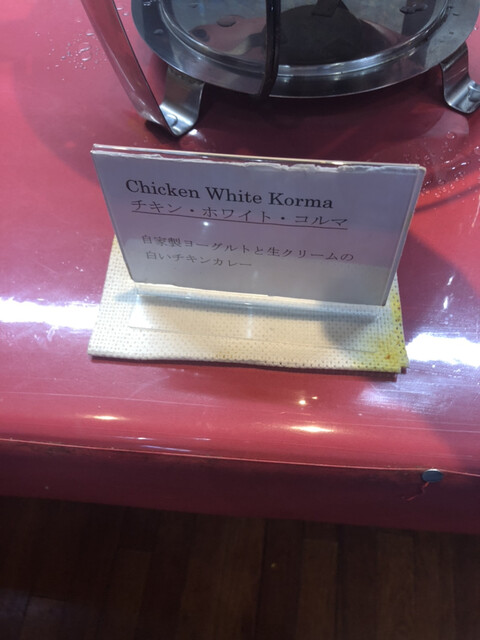 Chicken White Korma
チキン・ホワイト・コルマ
自家製ヨーグルトと生クリームの
白いチキンカレー